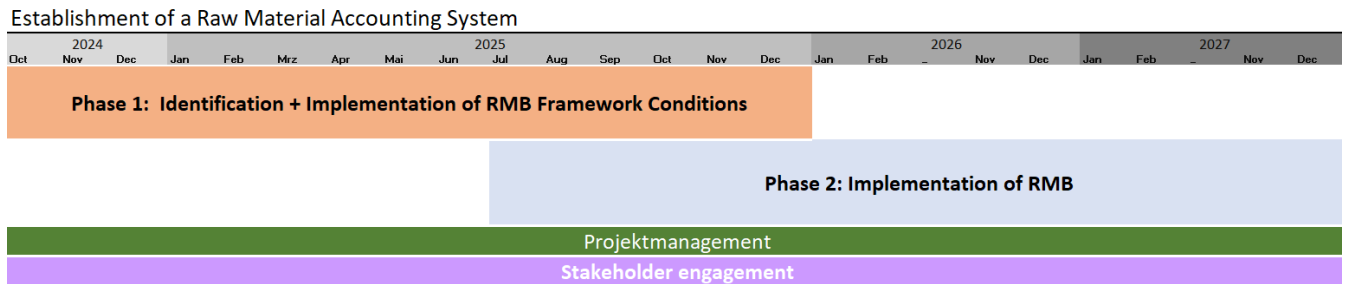 Establishment of a Raw Material Accounting System
2024 2025 2026 2027
Oct Nov Dec Jan Feb Mrz Apr Mai Jun Jul Aug Sep Oct Nov Dec Jan Feb _ Nov Dec Jan Feb _ Nov Dec
Phase 1: Identification + Implementation of RMB Framework Conditions
Phase 2: Implementation of RMB
Projektmanagement
Stakeholder engagement